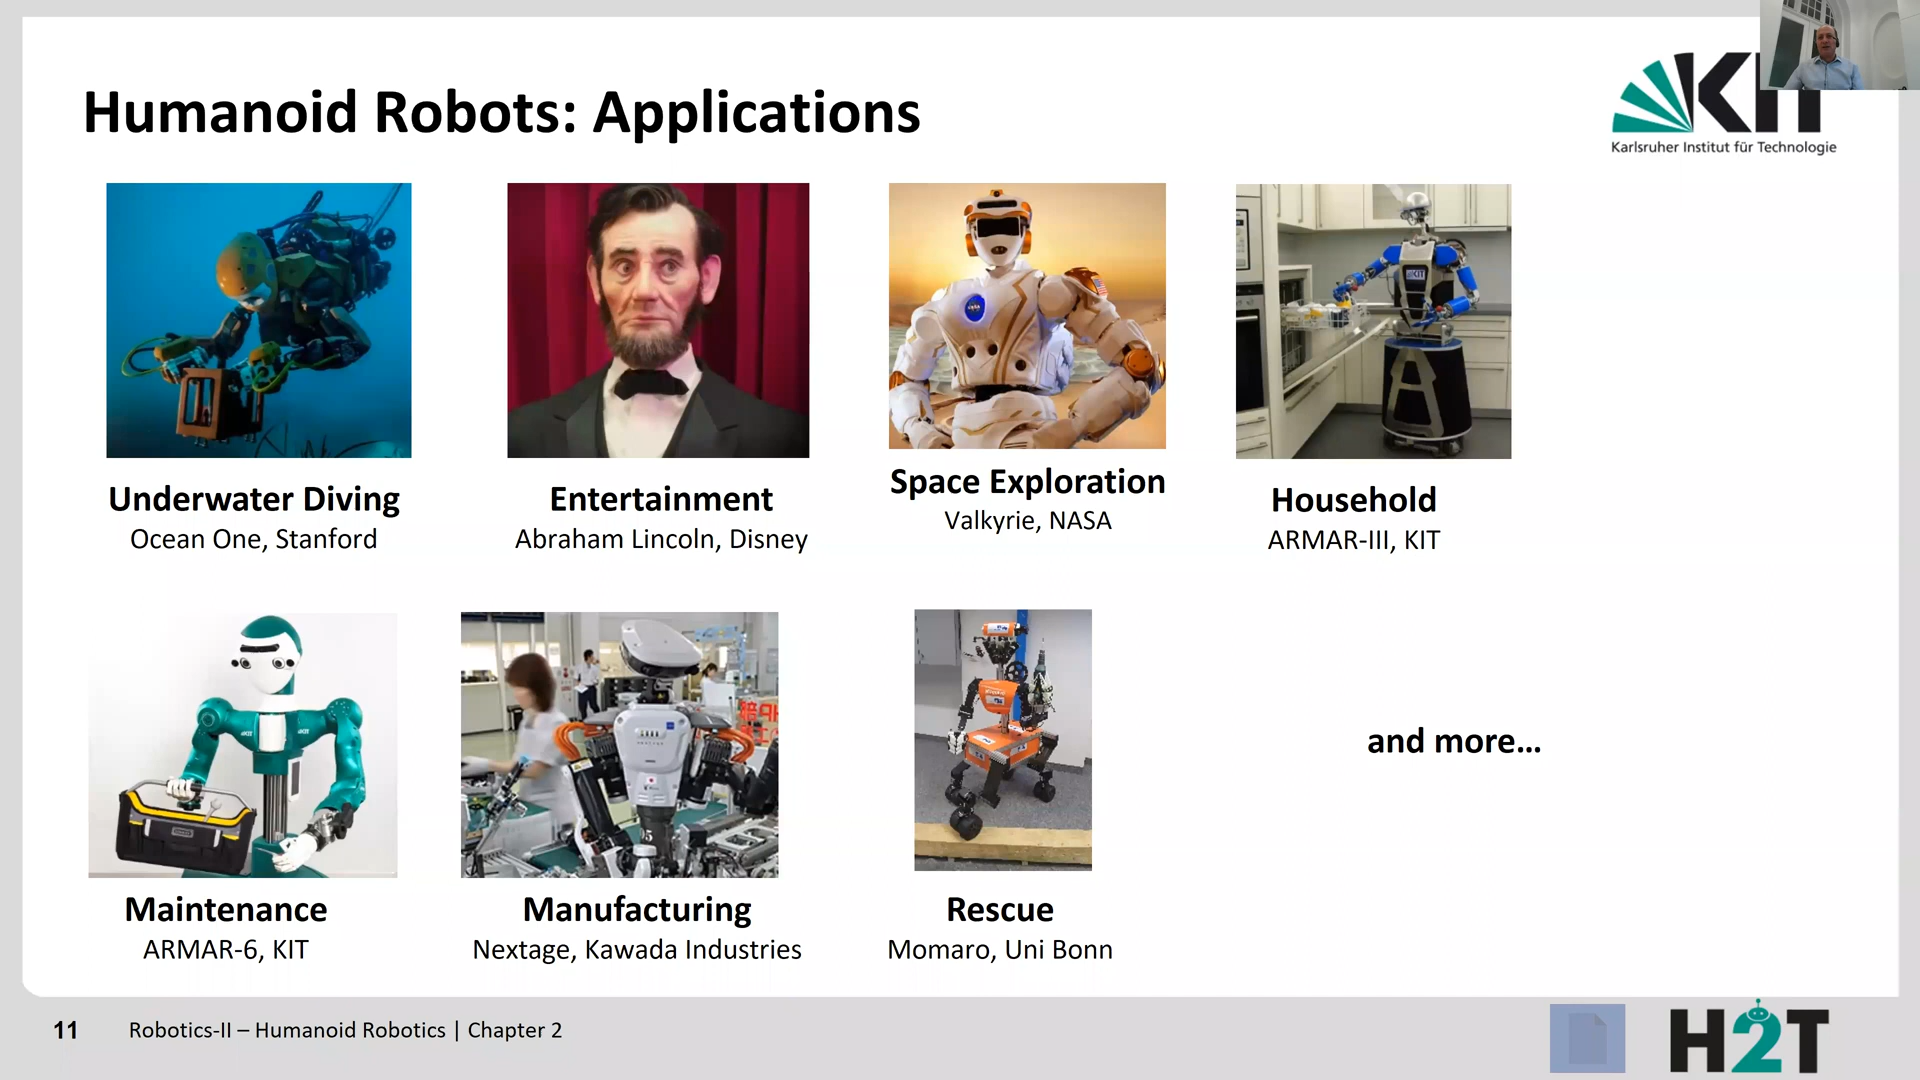 Humanoid Robots: Applications
KIT
Karlsruher Institut für Technologie
Underwater Diving
Ocean One, Stanford
Entertainment
Abraham Lincoln, Disney
Space Exploration
Valkyrie, NASA
Household
ARMAR-III, KIT
KIT
A
Maintenance
ARMAR-6, KIT
Manufacturing
Nextage, Kawada Industries
Rescue
Momaro, Uni Bonn
and more...
11
Robotics-II – Humanoid Robotics | Chapter 2
H2T